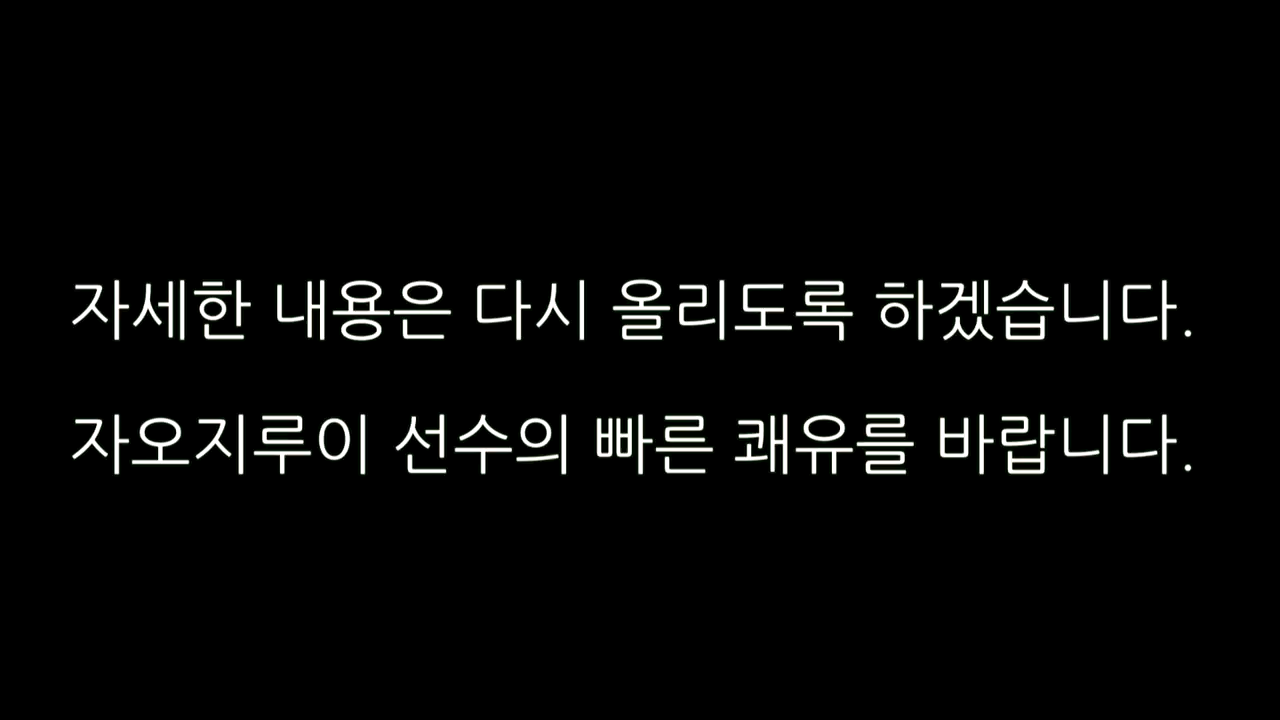 자세한 내용은 다시 올리도록 하겠습니다.
자오지루이 선수의 빠른 쾌유를 바랍니다.